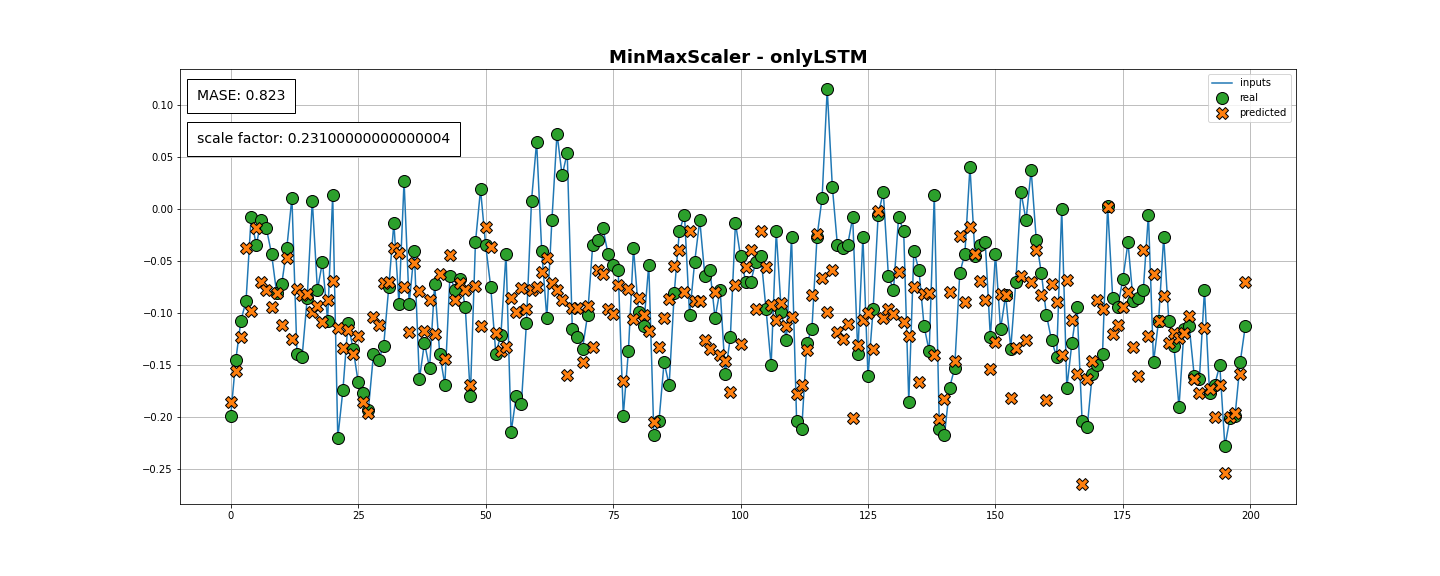 MinMaxScaler - onlyLSTM
MASE: 0.823
scale factor: 0.23100000000000004
inputs
real
predicted
0.10
0.05
0.00
−0.05
−0.10
−0.15
−0.20
−0.25
0 25 50 75 100 125 150 175 200